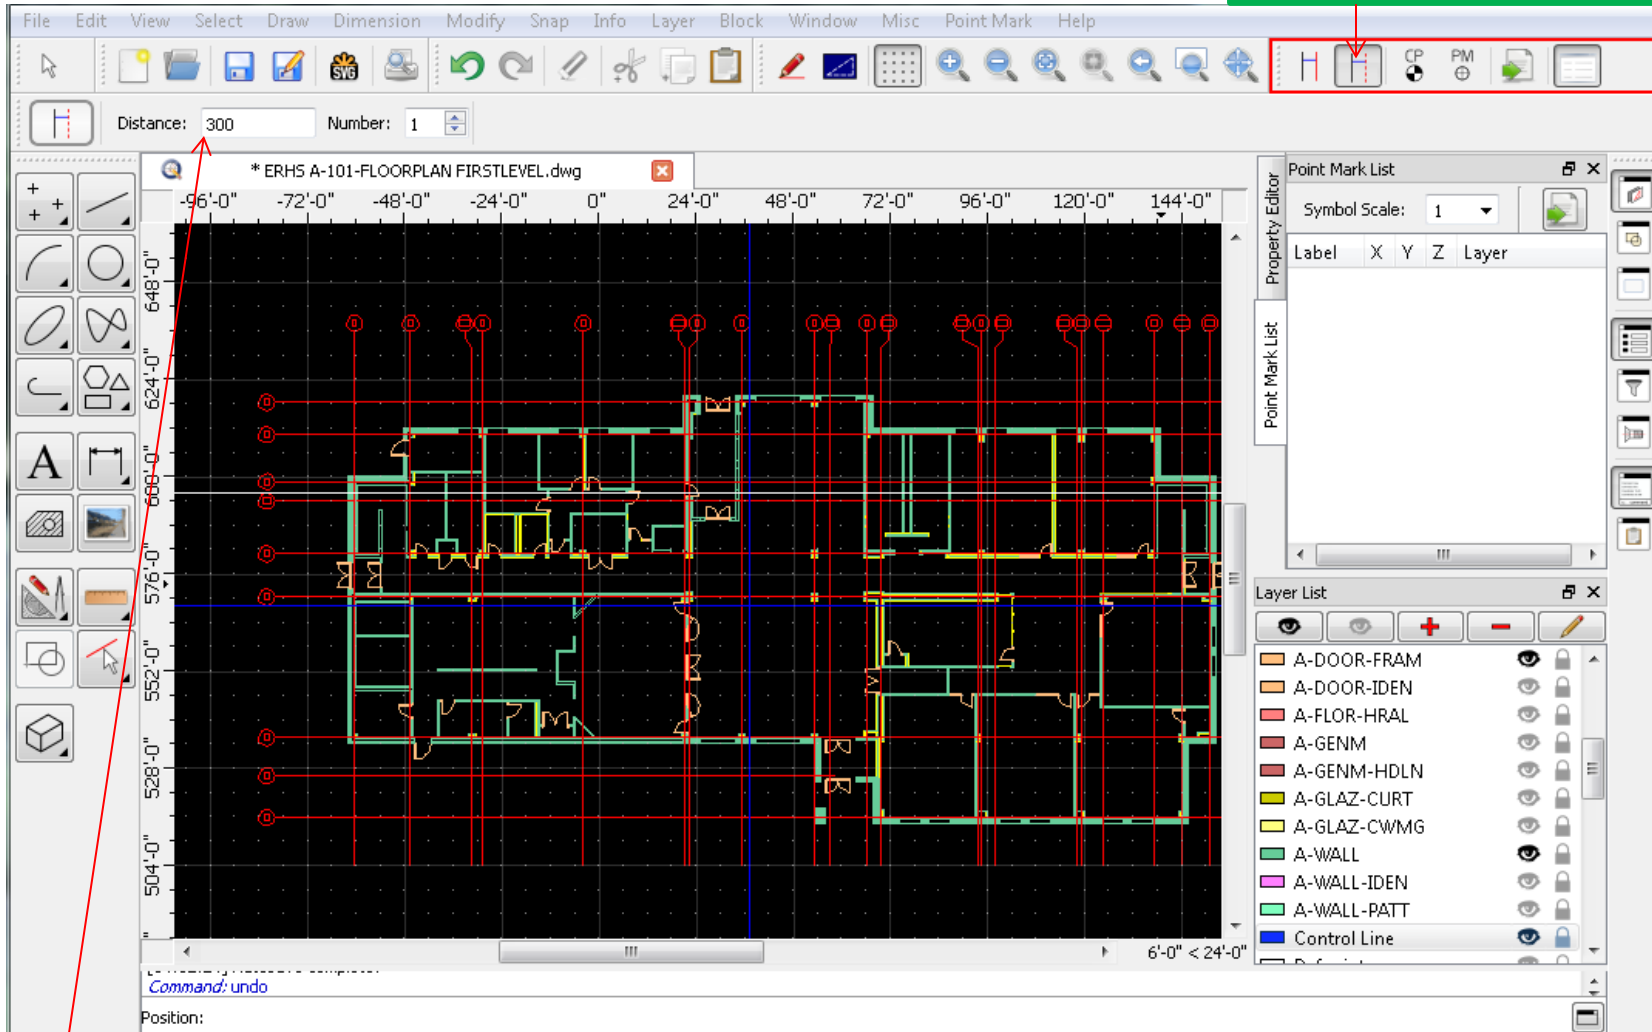 File Edit View Select Draw Dimension Modify Snap Info Layer Block Window Misc Point Mark Help
SVG
CP
PM
Distance: 300 Number: 1
* ERHS A-101-FLOORPLAN FIRSTLEVEL.dwg
-96'-0" -72'-0" -48'-0" -24'-0" 0" 24'-0" 48'-0" 72'-0" 96'-0" 120'-0" 144'-0"
648'-0"
624'-0"
600'-0"
576'-0"
552'-0"
528'-0"
504'-0"
A
Property Editor
Point Mark List
Point Mark List
Symbol Scale: 1
Label X Y Z Layer
Layer List
A-DOOR-FRAM
A-DOOR-IDEN
A-FLOR-HRAL
A-GENM
A-GENM-HDLN
A-GLAZ-CURT
A-GLAZ-CWMG
A-WALL
A-WALL-IDEN
A-WALL-PATT
Control Line
6'-0" < 24'-0"
Command: undo
Position: